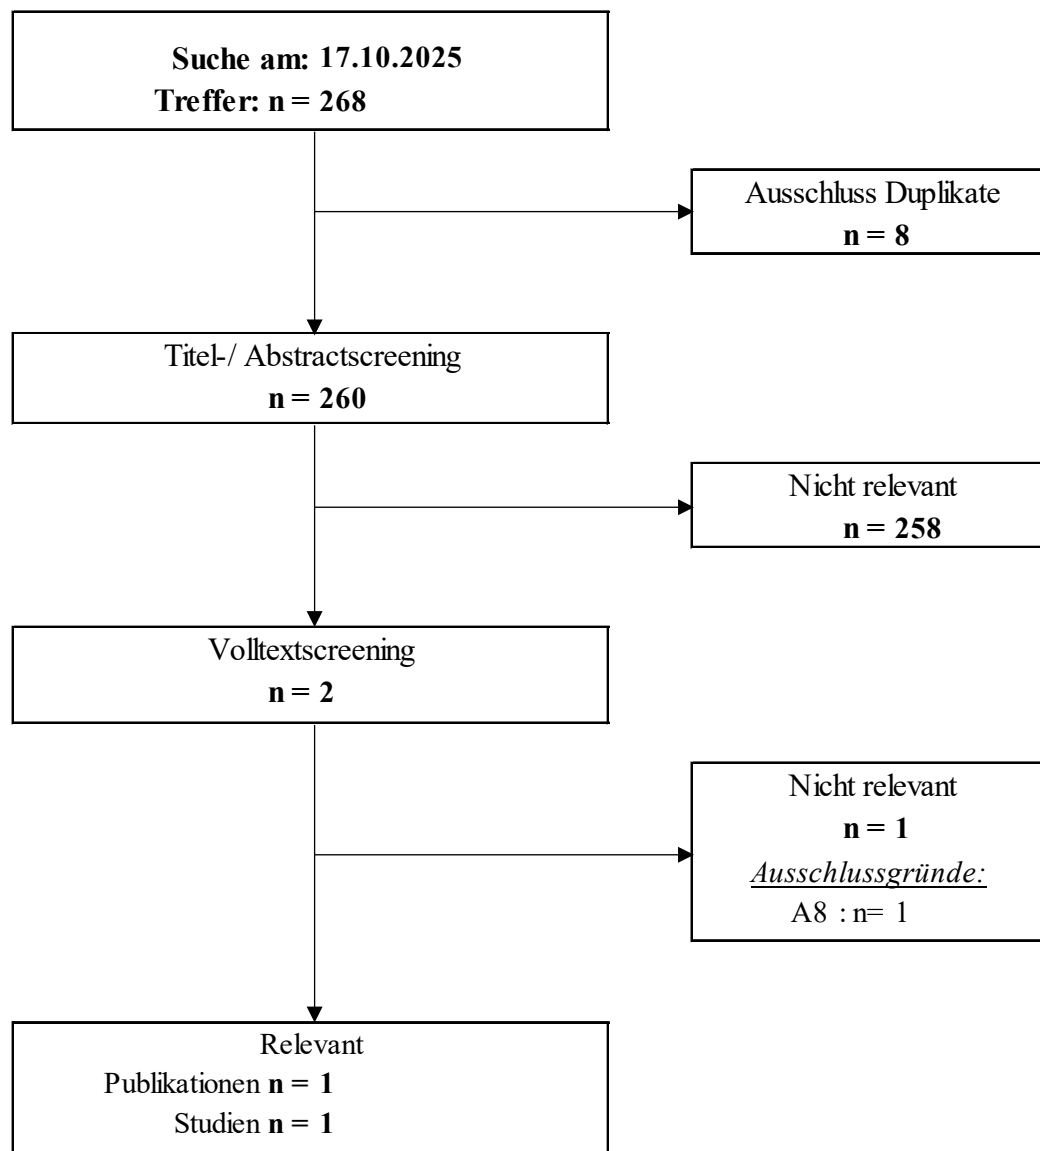 Suche am: 17.10.2025
Treffer: n = 268
Ausschluss Duplikate
n = 8
Titel-/ Abstractscreening
n = 260
Nicht relevant
n = 258
Volltextscreening
n = 2
Nicht relevant
n = 1
Ausschlussgründe:
A8 : n= 1
Relevant
Publikationen n = 1
Studien n = 1